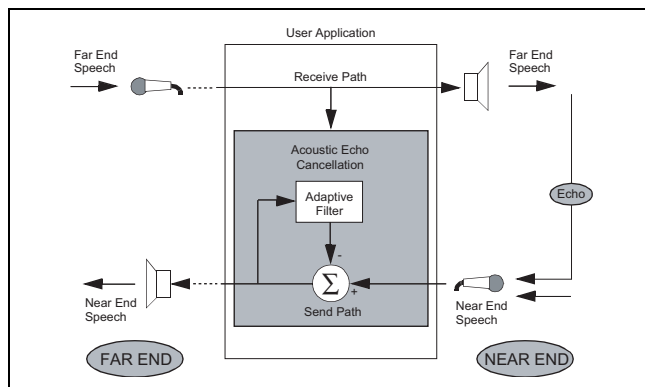 User Application
Far End
Speech
Receive Path
Far End
Speech
Acoustic Echo
Cancellation
Adaptive
Filter
Echo
-
Σ
+
Near End
Speech
Send Path
Near End
Speech
FAR END
NEAR END